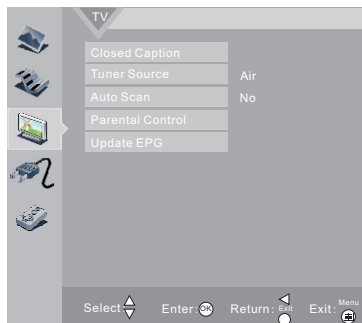 TV
Closed Caption
Tuner Source Air
Auto Scan No
Parental Control
Update EPG
Select Enter: OK Return: Exit Exit: Menu